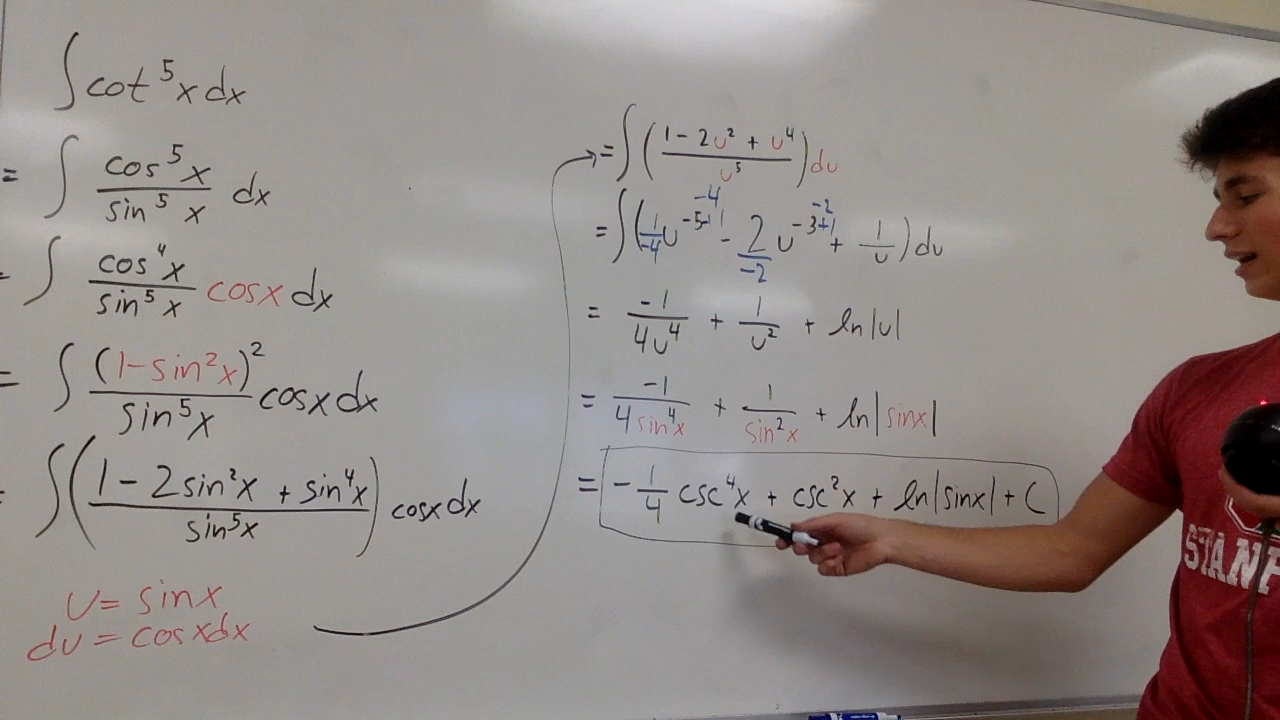 ∫ cot⁵x dx
= ∫ cos⁵x / sin⁵x dx
= ∫ cos⁴x / sin⁵x cosx dx
= ∫ (1-sin²x)² / sin⁵x cosx dx
= ∫ ((1 - 2sin²x + sin⁴x) / sin⁵x) cosx dx
u = sinx
du = cosxdx
= ∫ ((1 - 2u² + u⁴) / u⁵) du
= ∫ (1/-4 u^(-5+1) ^-4 - 2/-2 u^(-3+1) ^-2 + 1/u) du
= -1/4u⁴ + 1/u² + ln|u|
= -1/4sin⁴x + 1/sin²x + ln|sinx|
= -1/4 csc⁴x + csc²x + ln|sinx| + C